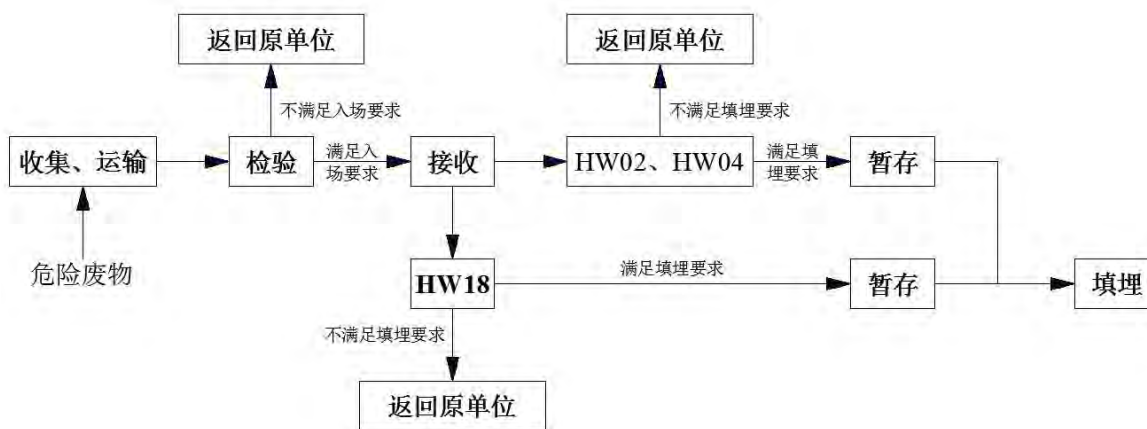 返回原单位
返回原单位
不满足入场要求
不满足填埋要求
收集、运输
检验
满足入
场要求
接收
HW02、HW04
满足填
埋要求
暂存
危险废物
HW18
满足填埋要求
暂存
填埋
不满足填埋要求
返回原单位